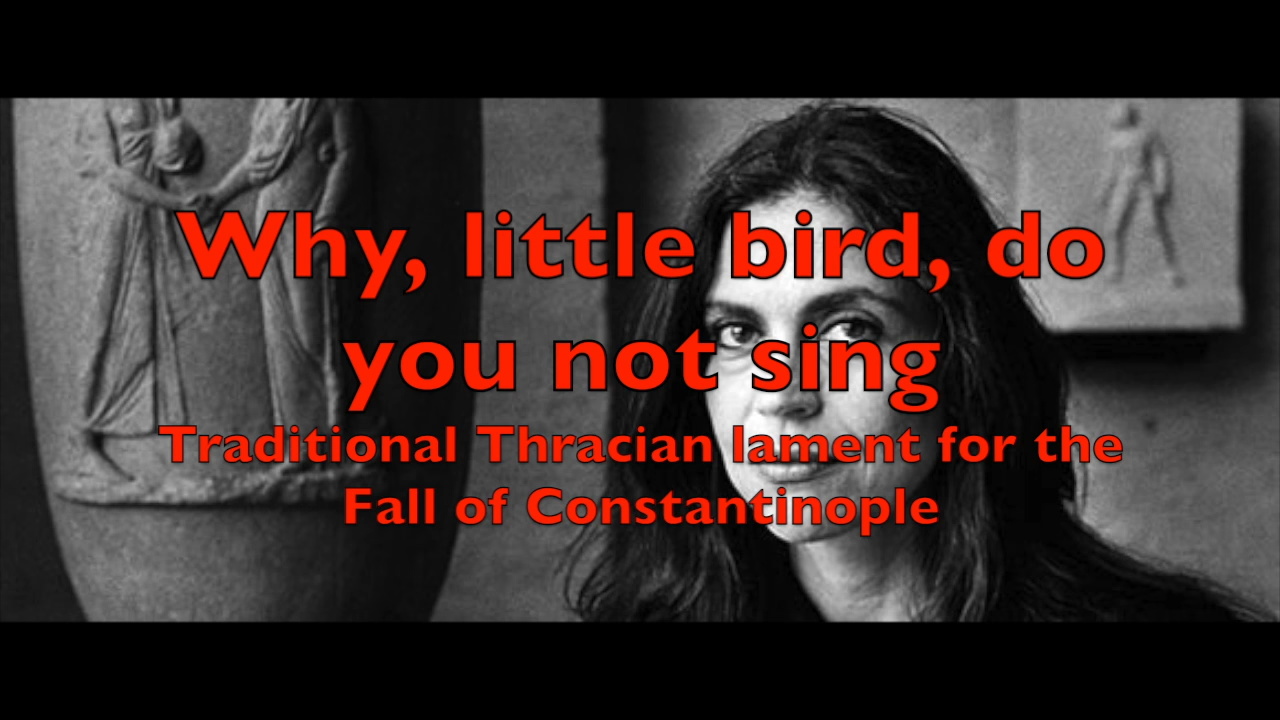 Why, little bird, do
you not sing
Traditional Thracian lament for the
Fall of Constantinople